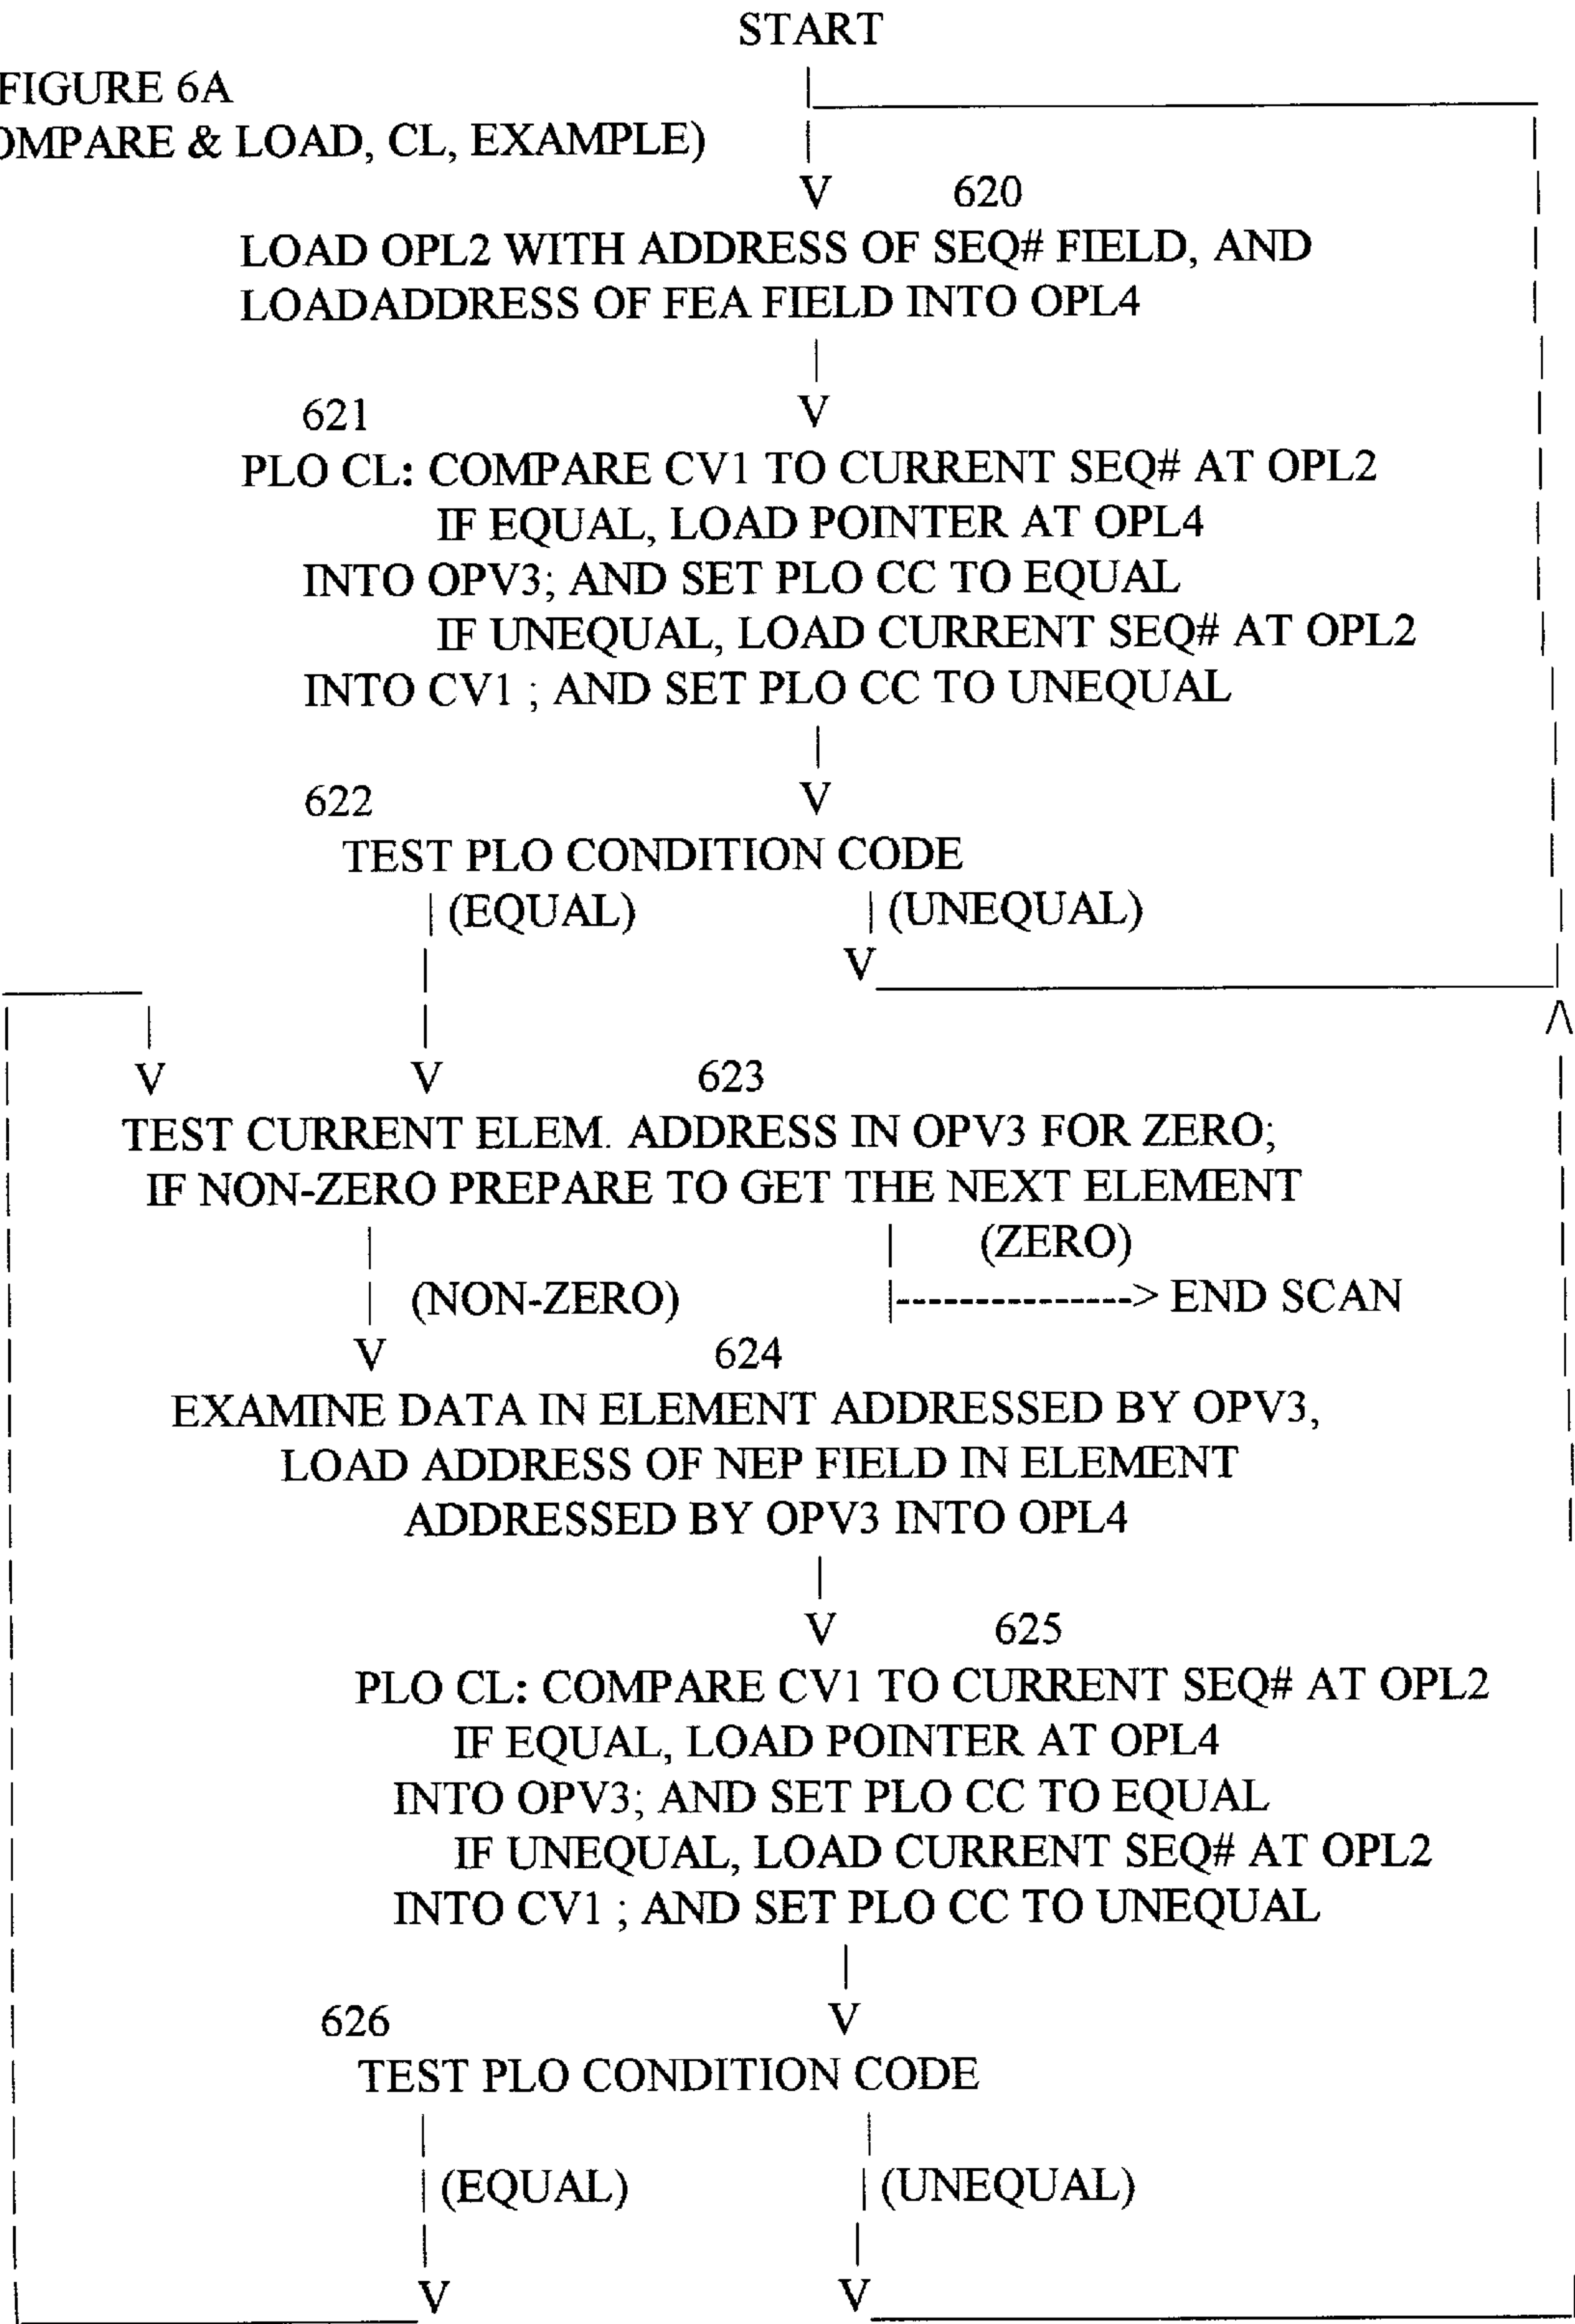 START
FIGURE 6A
OMPARE & LOAD, CL, EXAMPLE)
V 620
LOAD OPL2 WITH ADDRESS OF SEQ# FIELD, AND
LOADADDRESS OF FEA FIELD INTO OPL4
621 V
PLO CL: COMPARE CV1 TO CURRENT SEQ# AT OPL2
IF EQUAL, LOAD POINTER AT OPL4
INTO OPV3; AND SET PLO CC TO EQUAL
IF UNEQUAL, LOAD CURRENT SEQ# AT OPL2
INTO CV1 ; AND SET PLO CC TO UNEQUAL
622 V
TEST PLO CONDITION CODE
(EQUAL) (UNEQUAL)
V
V V 623
TEST CURRENT ELEM. ADDRESS IN OPV3 FOR ZERO;
IF NON-ZERO PREPARE TO GET THE NEXT ELEMENT
(ZERO)
(NON-ZERO) |---------------> END SCAN
V 624
EXAMINE DATA IN ELEMENT ADDRESSED BY OPV3,
LOAD ADDRESS OF NEP FIELD IN ELEMENT
ADDRESSED BY OPV3 INTO OPL4
V 625
PLO CL: COMPARE CV1 TO CURRENT SEQ# AT OPL2
IF EQUAL, LOAD POINTER AT OPL4
INTO OPV3; AND SET PLO CC TO EQUAL
IF UNEQUAL, LOAD CURRENT SEQ# AT OPL2
INTO CV1 ; AND SET PLO CC TO UNEQUAL
626 V
TEST PLO CONDITION CODE
(EQUAL) (UNEQUAL)
V V